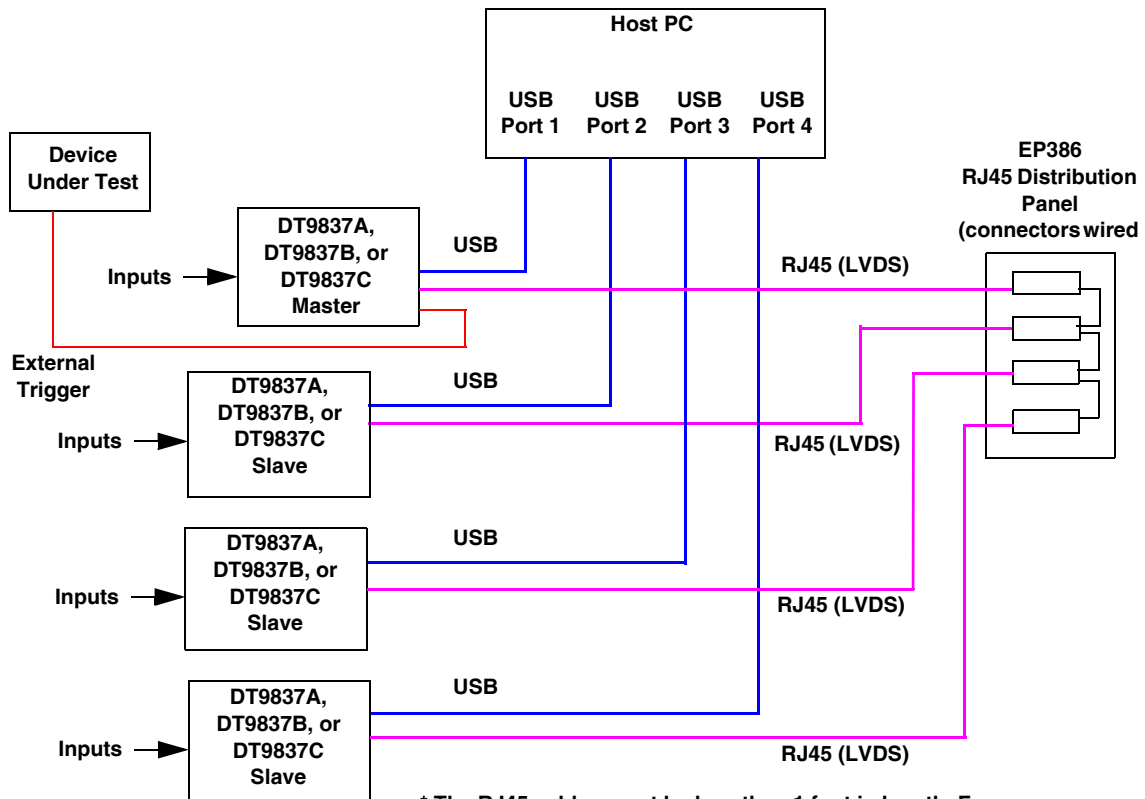 Host PC
USB USB USB USB
Port 1 Port 2 Port 3 Port 4
Device
Under Test
EP386
RJ45 Distribution
Panel
(connectors wired
DT9837A,
DT9837B, or
DT9837C
Master
Inputs
USB
RJ45 (LVDS)
External
Trigger
DT9837A,
DT9837B, or
DT9837C
Slave
Inputs
USB
RJ45 (LVDS)
DT9837A,
DT9837B, or
DT9837C
Slave
Inputs
USB
RJ45 (LVDS)
DT9837A,
DT9837B, or
DT9837C
Slave
Inputs
USB
RJ45 (LVDS)